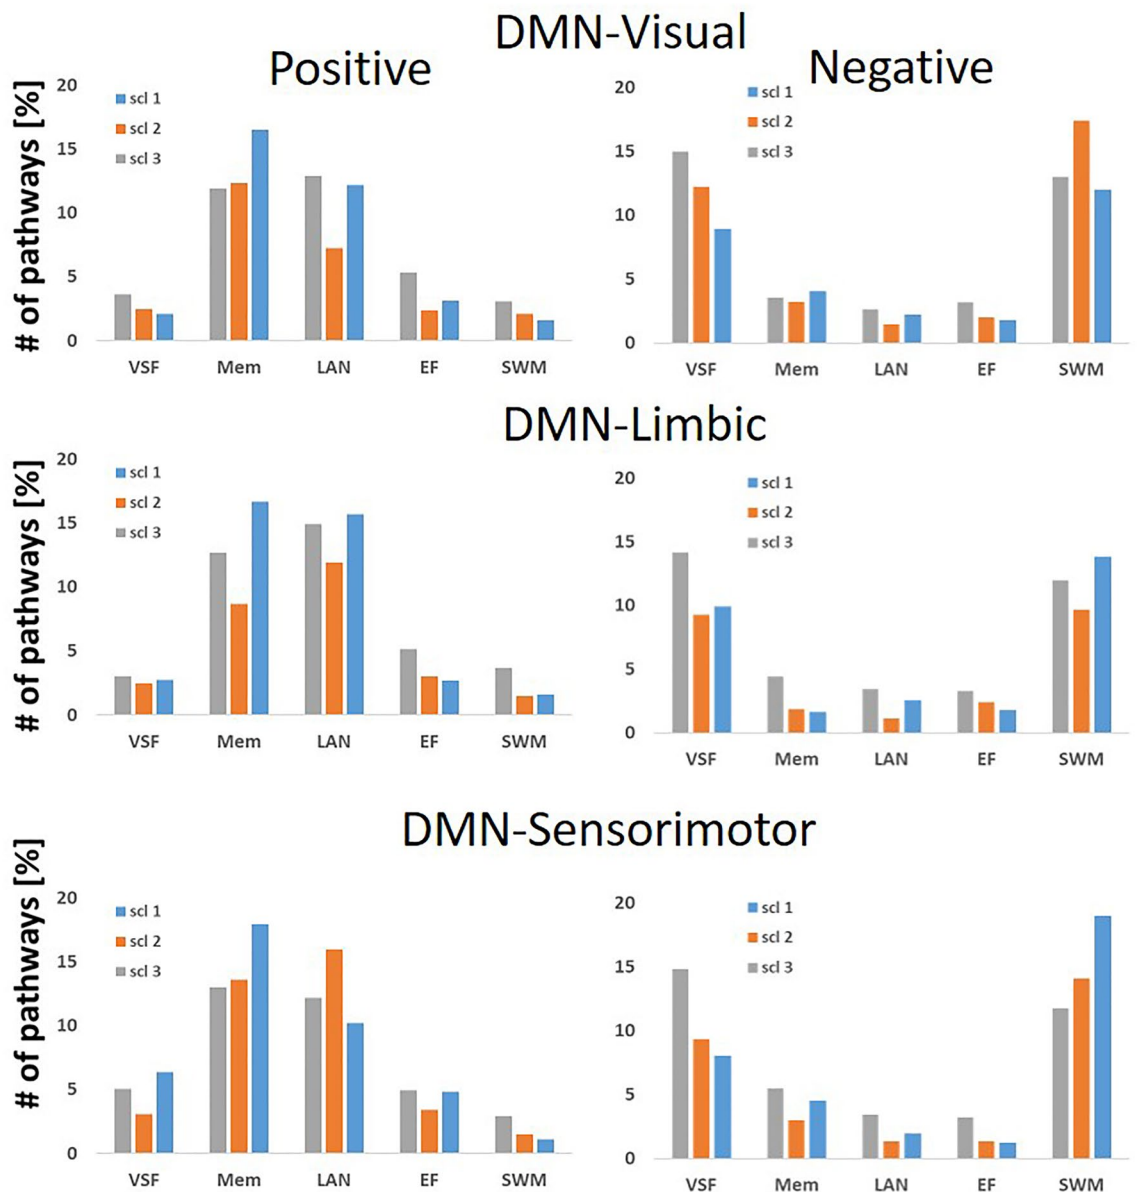 DMN-Visual
Positive
Negative
# of pathways [%]
20
15
10
5
0
scl 1
scl 2
scl 3
VSF Mem LAN EF SWM
20
15
10
5
0
scl 1
scl 2
scl 3
VSF Mem LAN EF SWM
DMN-Limbic
# of pathways [%]
20
15
10
5
0
scl 1
scl 2
scl 3
VSF Mem LAN EF SWM
20
15
10
5
0
scl 1
scl 2
scl 3
VSF Mem LAN EF SWM
DMN-Sensorimotor
# of pathways [%]
20
15
10
5
0
scl 1
scl 2
scl 3
VSF Mem LAN EF SWM
20
15
10
5
0
scl 1
scl 2
scl 3
VSF Mem LAN EF SWM